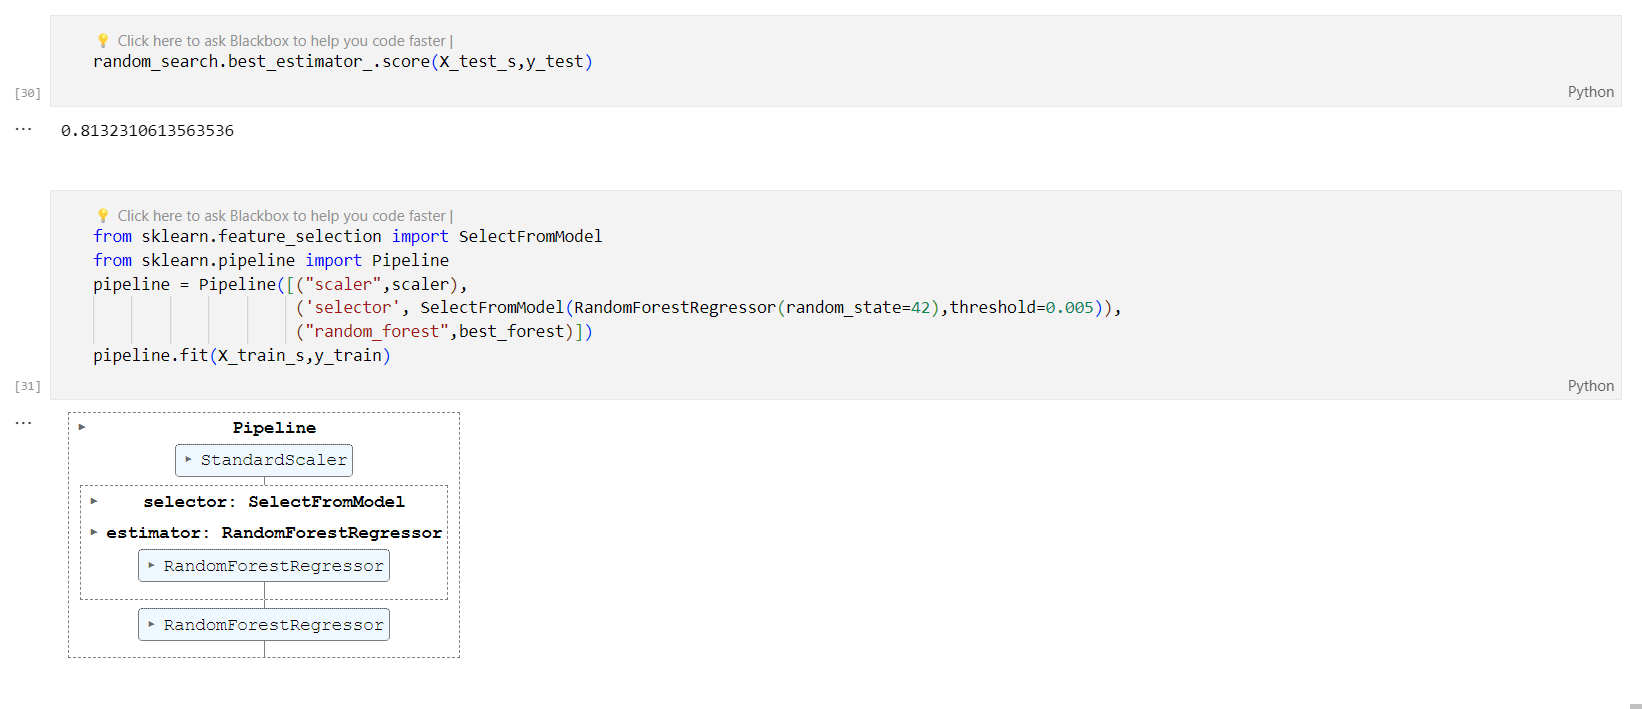 Click here to ask Blackbox to help you code faster |
random_search.best_estimator_.score(X_test_s,y_test)
[30]
Python
...
0.8132310613563536
Click here to ask Blackbox to help you code faster |
from sklearn.feature_selection import SelectFromModel
from sklearn.pipeline import Pipeline
pipeline = Pipeline([("scaler",scaler),
('selector', SelectFromModel(RandomForestRegressor(random_state=42),threshold=0.005)),
("random_forest",best_forest)])
pipeline.fit(X_train_s,y_train)
[31]
Python
...
Pipeline
StandardScaler
selector: SelectFromModel
estimator: RandomForestRegressor
RandomForestRegressor
RandomForestRegressor